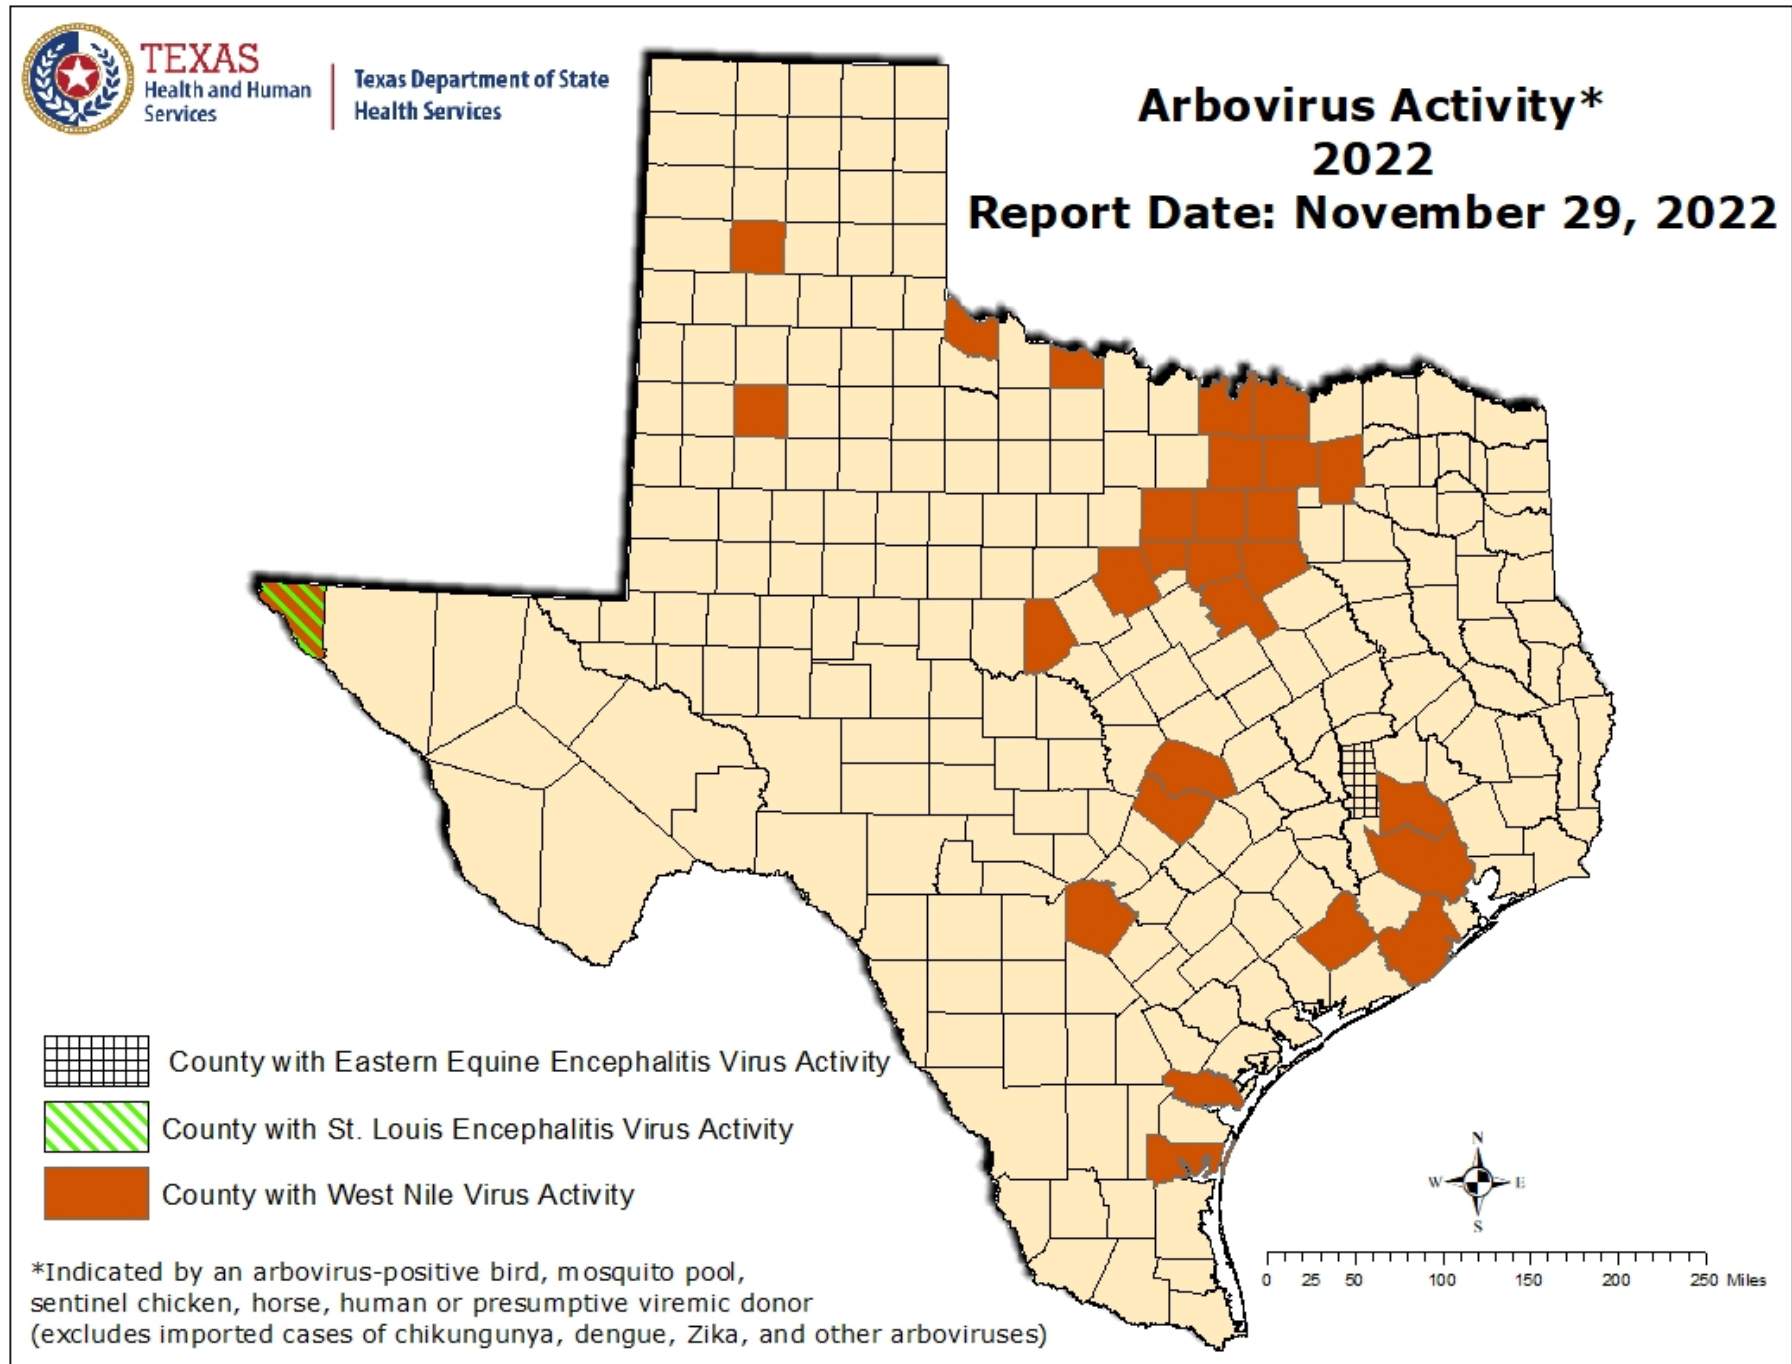 TEXAS
Health and Human
Services
Texas Department of State
Health Services
Arbovirus Activity*
2022
Report Date: November 29, 2022
County with Eastern Equine Encephalitis Virus Activity
County with St. Louis Encephalitis Virus Activity
County with West Nile Virus Activity
*Indicated by an arbovirus-positive bird, mosquito pool,
sentinel chicken, horse, human or presumptive viremic donor
(excludes imported cases of chikungunya, dengue, Zika, and other arboviruses)
N
W E
S
0 25 50 100 150 200 250 Miles